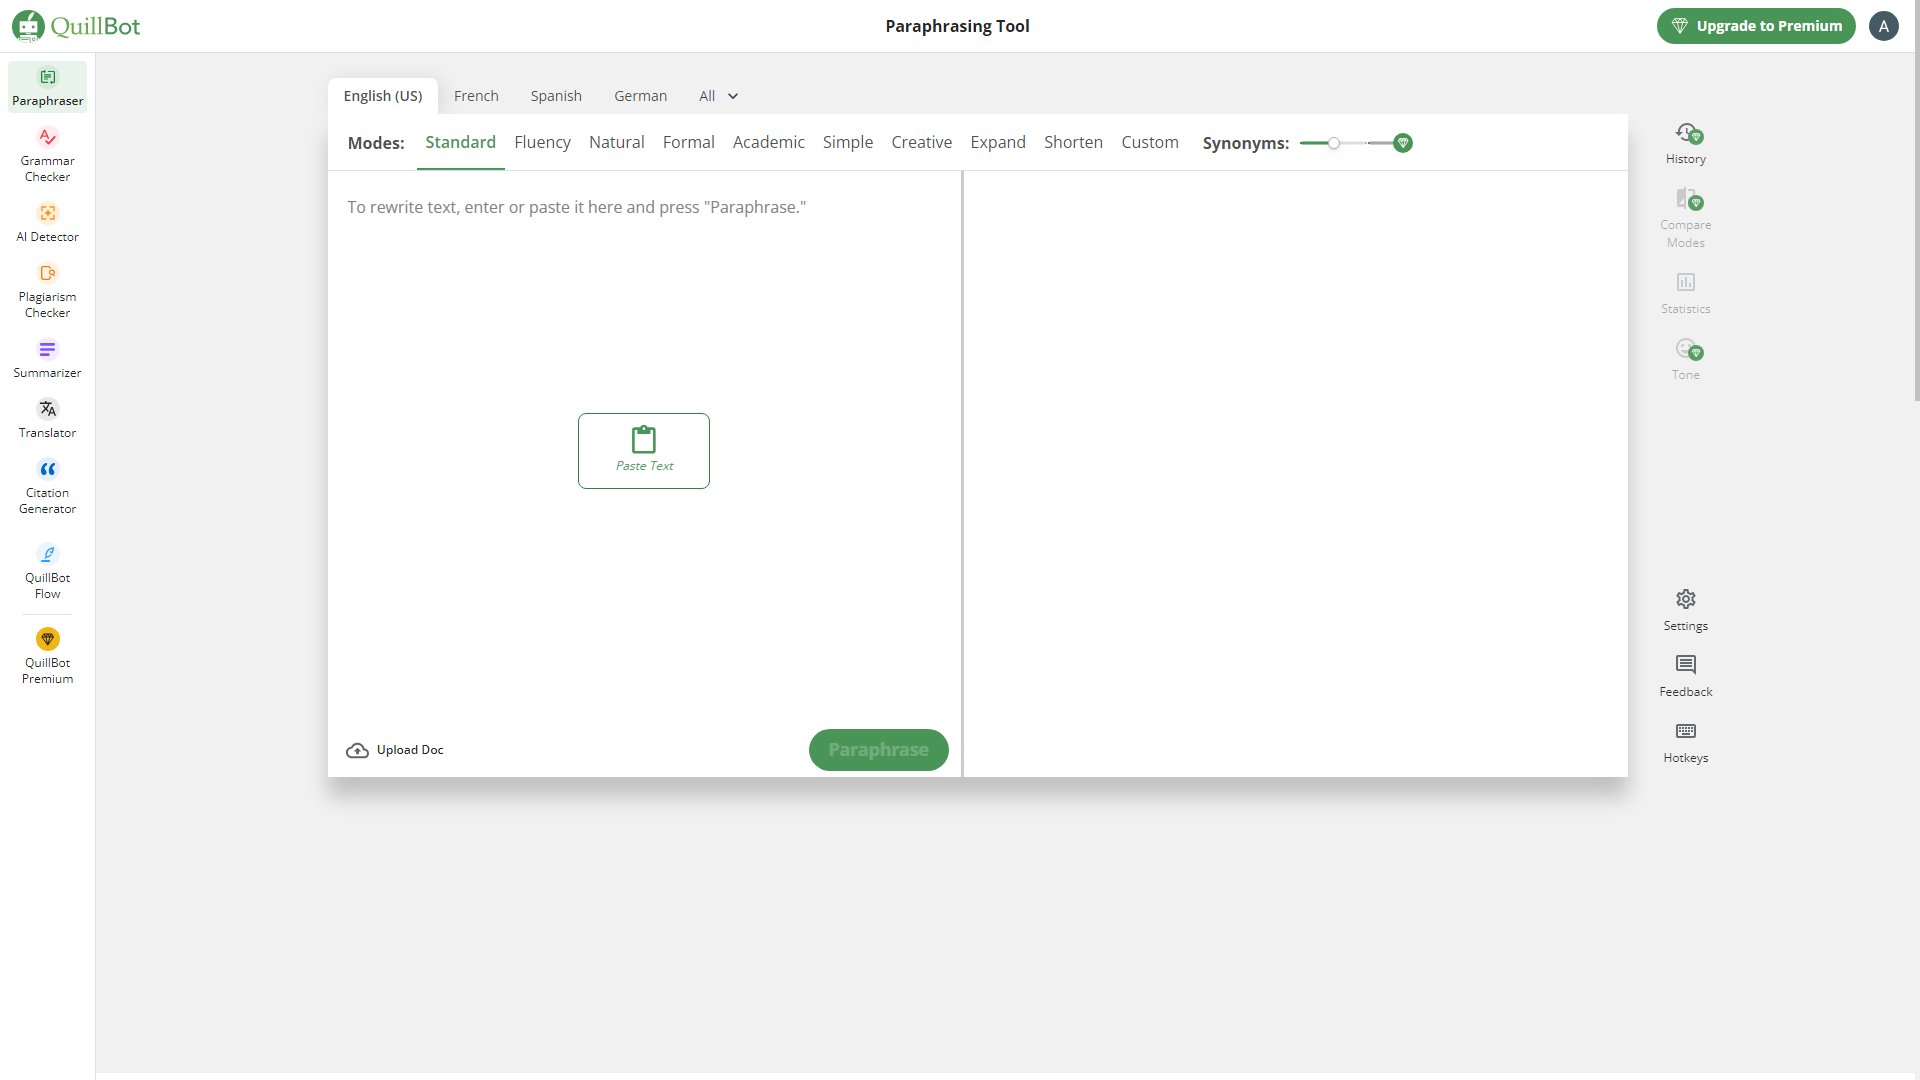 QuillBot
Paraphrasing Tool
Upgrade to Premium
A
Paraphraser
Grammar
Checker
AI Detector
Plagiarism
Checker
Summarizer
Translator
Citation
Generator
QuillBot
Flow
QuillBot
Premium
English (US) French Spanish German All
Modes: Standard Fluency Natural Formal Academic Simple Creative Expand Shorten Custom Synonyms:
To rewrite text, enter or paste it here and press "Paraphrase."
Paste Text
Upload Doc
Paraphrase
History
Compare
Modes
Statistics
Tone
Settings
Feedback
Hotkeys